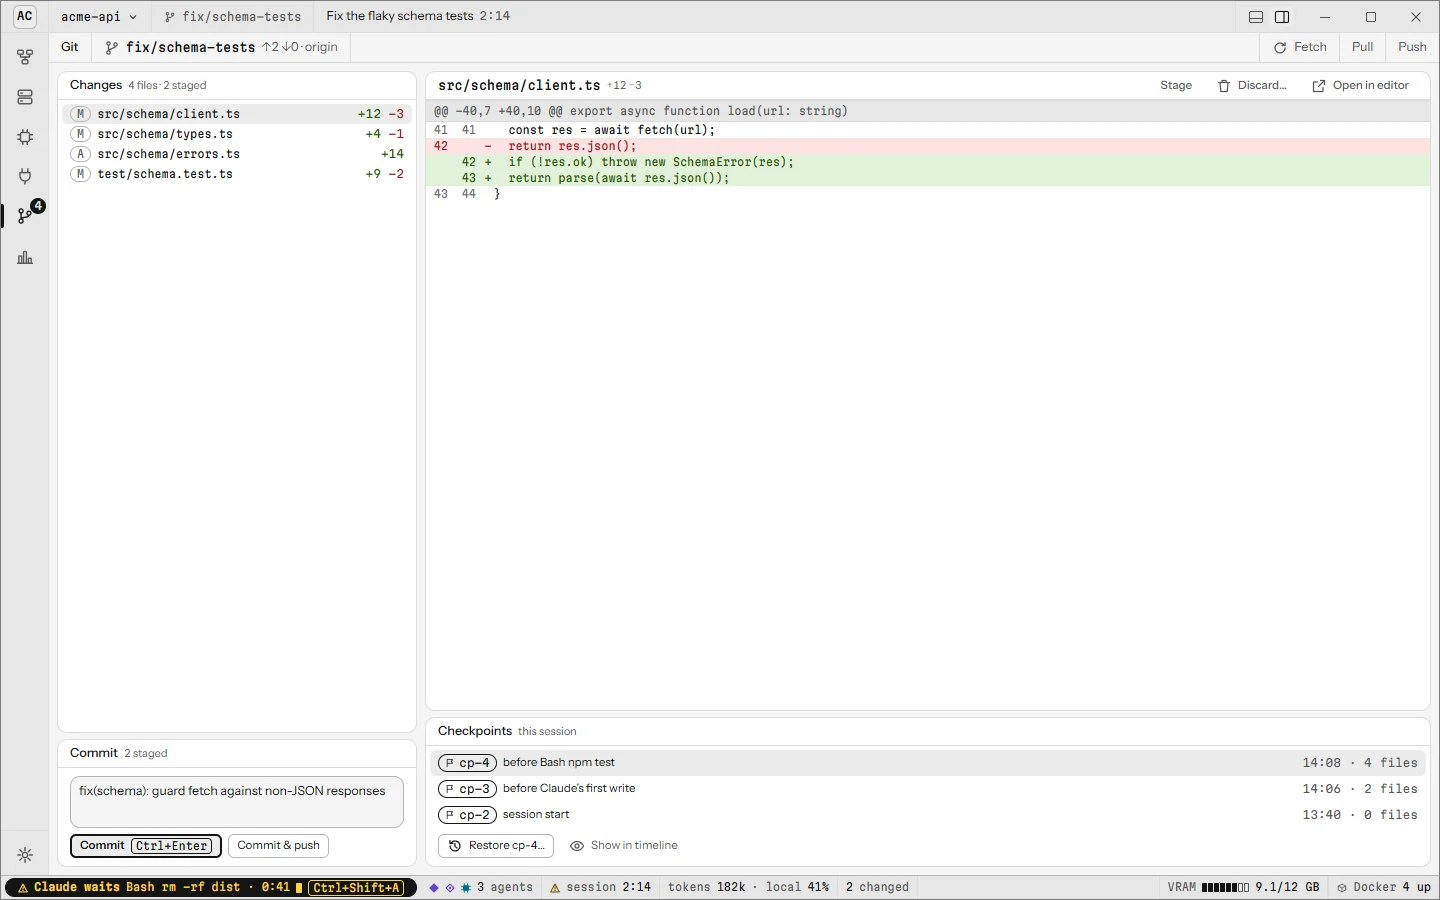 AC acme-api fix/schema-tests Fix the flaky schema tests 2:14
Git fix/schema-tests ↑2 ↓0 · origin Fetch Pull Push
4
Changes 4 files · 2 staged
M src/schema/client.ts +12 −3
M src/schema/types.ts +4 −1
A src/schema/errors.ts +14
M test/schema.test.ts +9 −2
Commit 2 staged
fix(schema): guard fetch against non-JSON responses
Commit Ctrl+Enter Commit & push
src/schema/client.ts +12 −3 Stage Discard… Open in editor
@@ −40,7 +40,10 @@ export async function load(url: string)
41 41 const res = await fetch(url);
42 − return res.json();
42 + if (!res.ok) throw new SchemaError(res);
43 + return parse(await res.json());
43 44 }
Checkpoints this session
cp-4 before Bash npm test 14:08 · 4 files
cp-3 before Claude's first write 14:06 · 2 files
cp-2 session start 13:40 · 0 files
Restore cp-4… Show in timeline
Claude waits Bash rm −rf dist · 0:41 Ctrl+Shift+A 3 agents session 2:14 tokens 182k · local 41% 2 changed VRAM 9.1/12 GB Docker 4 up